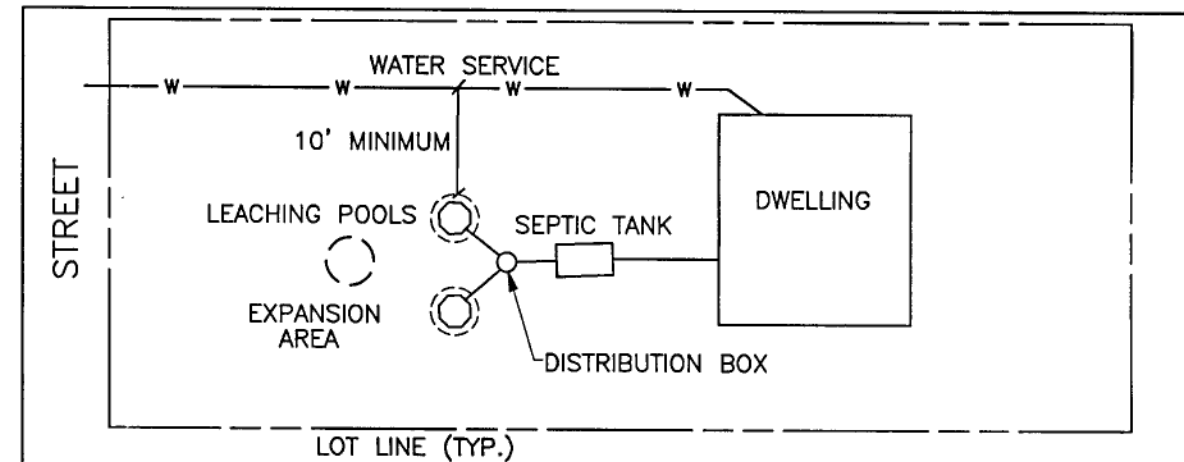 WATER SERVICE
W W W W
10' MINIMUM
STREET
LEACHING POOLS
SEPTIC TANK
DWELLING
EXPANSION
AREA
DISTRIBUTION BOX
LOT LINE (TYP.)